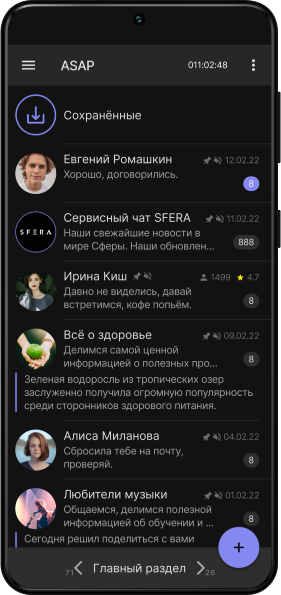 ASAP 011:02:48
Сохранённые
Евгений Ромашкин 12.02.22
Хорошо, договорились.
8
Сервисный чат SFERA 11.02.22
SFERA
Наши свежайшие новости в
мире Сферы. Наши обновлен...
888
Ирина Киш 1499 4.7
Давно не виделись, давай
встретимся, кофе попьём.
8
Всё о здоровье 09.02.22
Делимся самой ценной
информацией о полезных про...
8
Зеленая водоросль из тропических озер
заслуженно получила огромную популярность
среди сторонников здорового питания.
Алиса Миланова 04.02.22
Сбросила тебе на почту,
проверяй.
8
Любители музыки 01.02.22
Общаемся, делимся полезной
информацией об обучении и ...
8
Сегодня решил поделиться с вами
+
71 Главный раздел 26